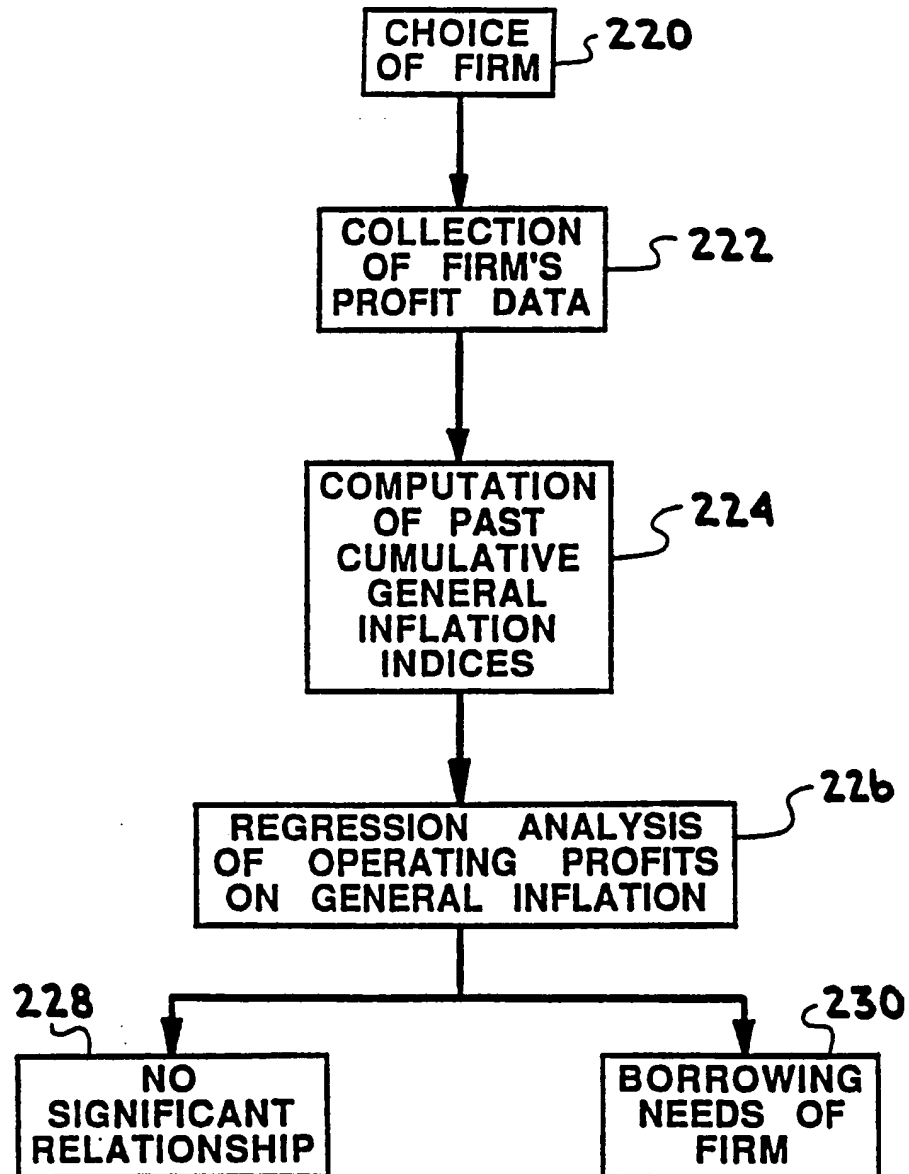 CHOICE
OF FIRM
220
COLLECTION
OF FIRM'S
PROFIT DATA
222
COMPUTATION
OF PAST
CUMULATIVE
GENERAL
INFLATION
INDICES
224
REGRESSION ANALYSIS
OF OPERATING PROFITS
ON GENERAL INFLATION
226
228
NO
SIGNIFICANT
RELATIONSHIP
230
BORROWING
NEEDS OF
FIRM